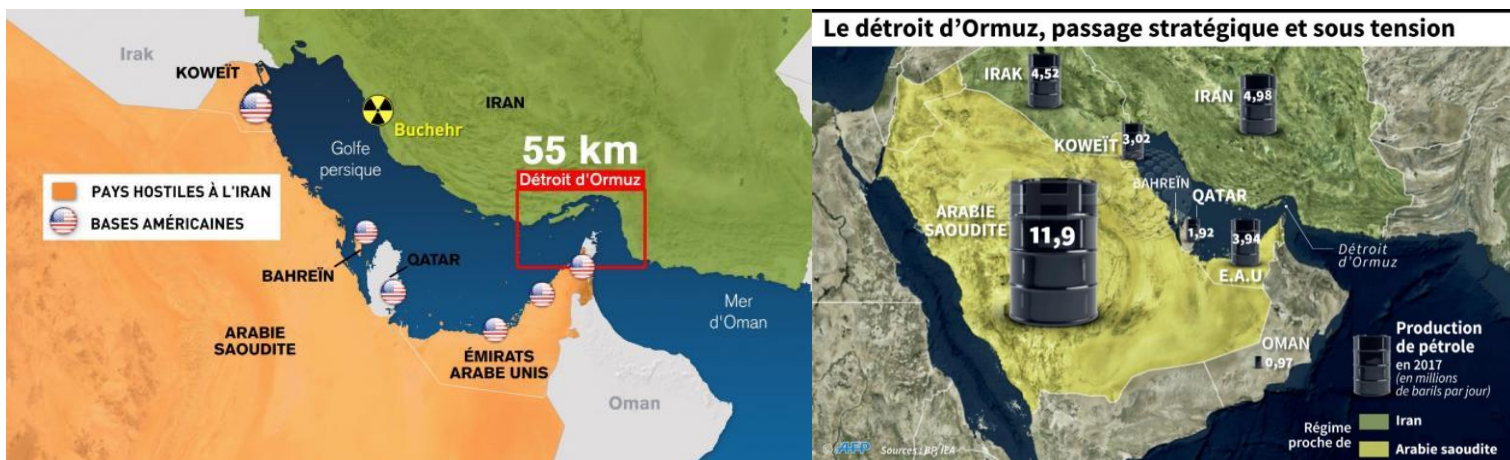 Irak
KOWEÏT
IRAN
Buchehr
Golfe
persique
55 km
Détroit d'Ormuz
PAYS HOSTILES À L'IRAN
BASES AMÉRICAINES
BAHREÏN
QATAR
ARABIE
SAOUDITE
ÉMIRATS
ARABE UNIS
Mer
d'Oman
Oman
Le détroit d'Ormuz, passage stratégique et sous tension
IRAK
4,52
IRAN
4,98
KOWEÏT
3,02
BAHREÏN
QATAR
ARABIE
SAOUDITE
11,9
1,92
3,94
E.A.U
Détroit
d'Ormuz
OMAN
0,97
Production
de pétrole
en 2017
(en millions
de barils par jour)
Régime
proche de
Iran
Arabie saoudite
© AFP
Sources : BP, IEA